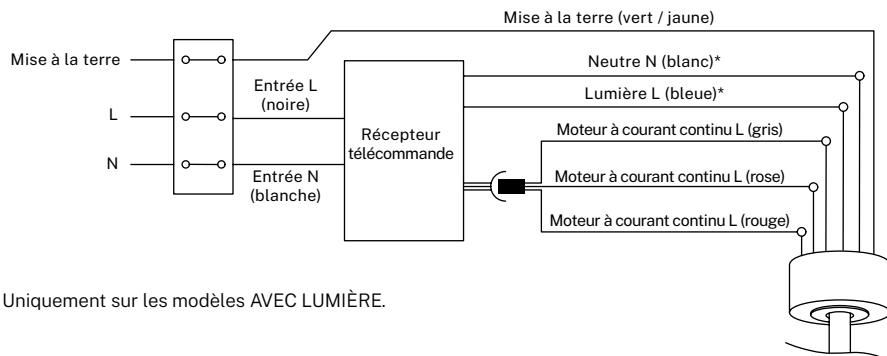 Mise à la terre (vert / jaune)
Mise à la terre
Neutre N (blanc)*
Entrée L
(noire)
Lumière L (bleue)*
L
Récepteur
télécommande
Moteur à courant continu L (gris)
N
Entrée N
(blanche)
Moteur à courant continu L (rose)
Moteur à courant continu L (rouge)
Uniquement sur les modèles AVEC LUMIÈRE.